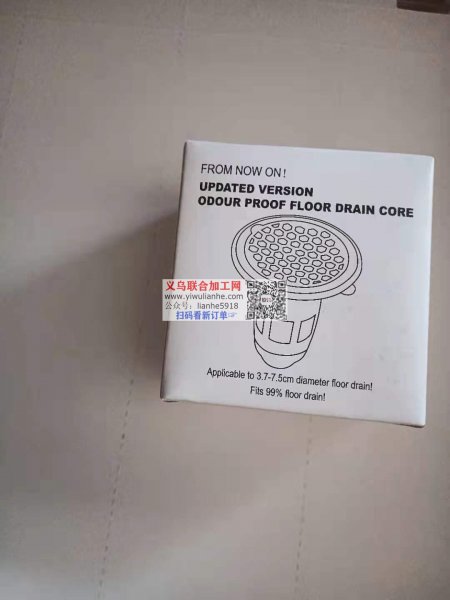 FROM NOW ON!
UPDATED VERSION
ODOUR PROOF FLOOR DRAIN CORE
义乌联合加工网
www.yiwulianhe.com
公众号：lianhe5918
扫码看新订单☞
Applicable to 3.7-7.5cm diameter floor drain!
Fits 99% floor drain!